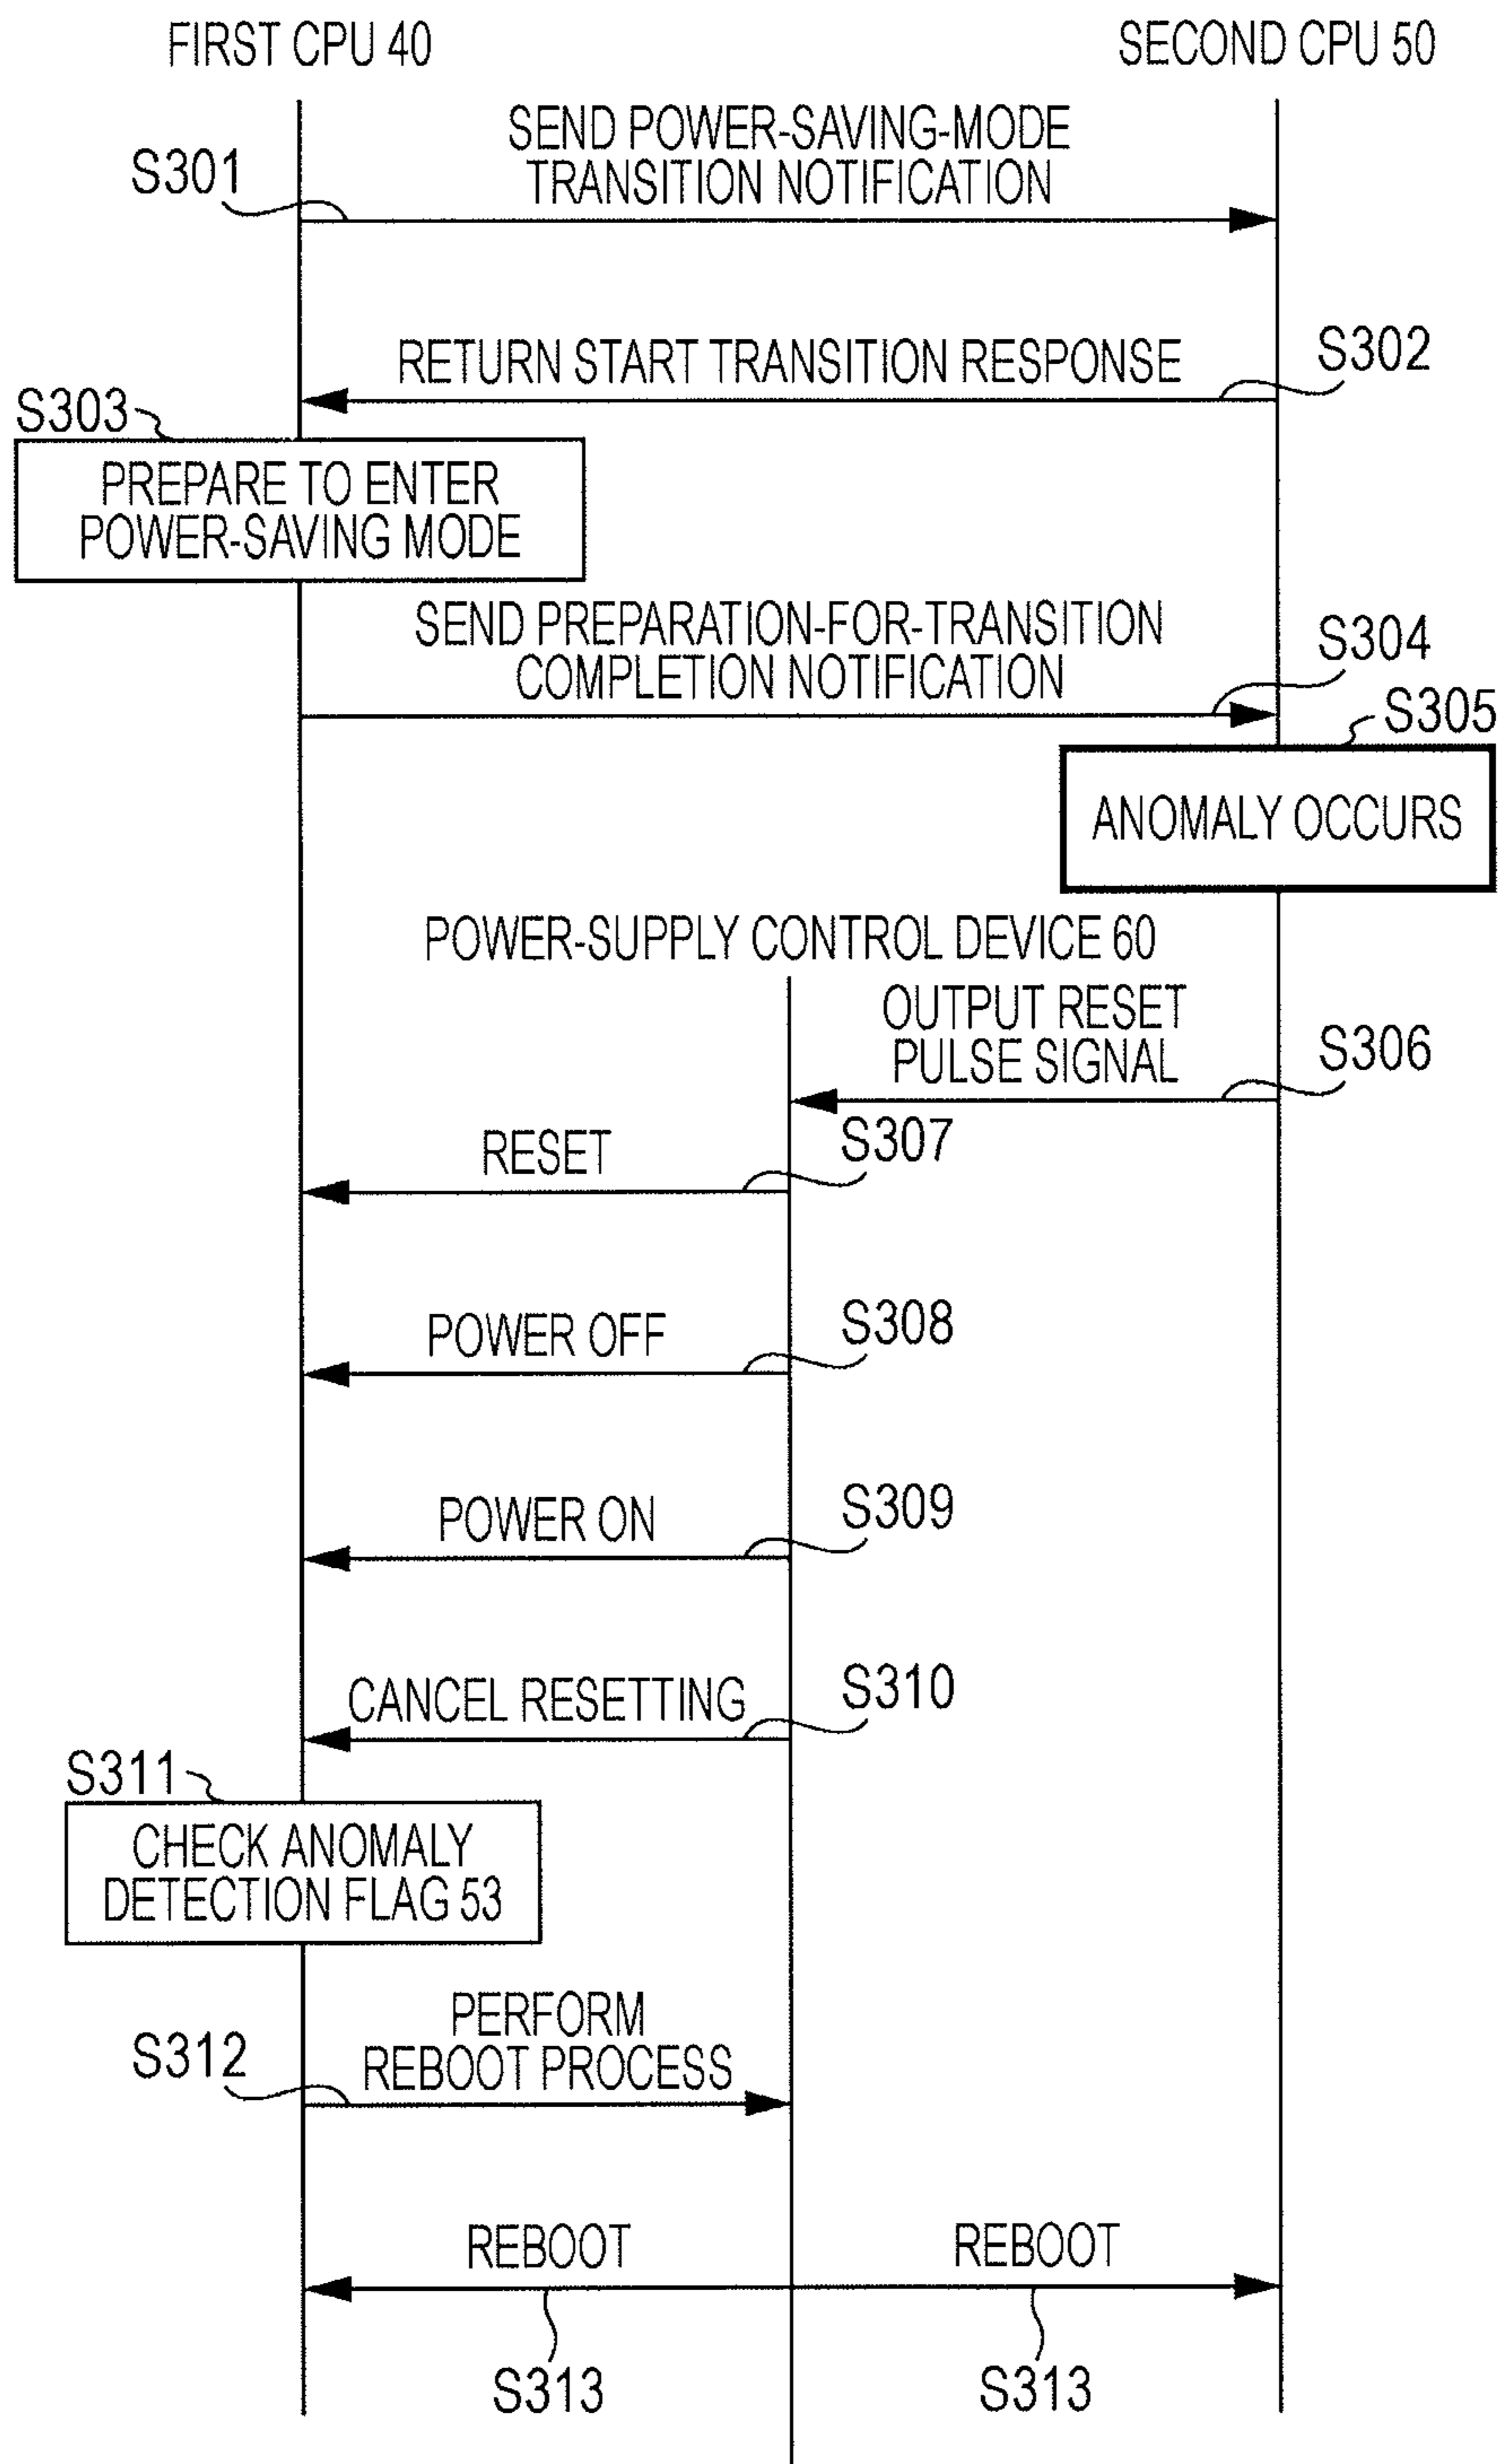 FIRST CPU 40
SECOND CPU 50
SEND POWER-SAVING-MODE
TRANSITION NOTIFICATION
S301
RETURN START TRANSITION RESPONSE
S302
S303
PREPARE TO ENTER
POWER-SAVING MODE
SEND PREPARATION-FOR-TRANSITION
COMPLETION NOTIFICATION
S304
S305
ANOMALY OCCURS
POWER-SUPPLY CONTROL DEVICE 60
OUTPUT RESET
PULSE SIGNAL
S306
RESET
S307
POWER OFF
S308
POWER ON
S309
CANCEL RESETTING
S310
S311
CHECK ANOMALY
DETECTION FLAG 53
PERFORM
REBOOT PROCESS
S312
REBOOT
REBOOT
S313
S313